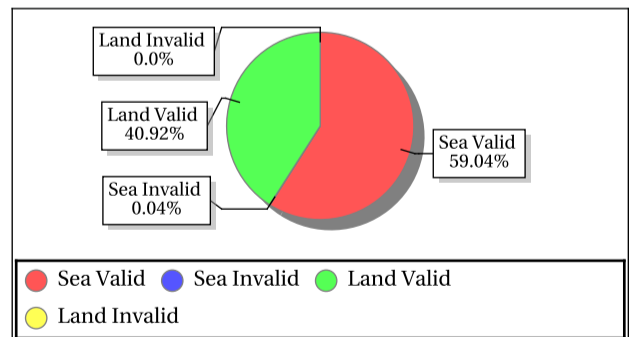 Land Invalid
0.0%
Land Valid
40.92%
Sea Valid
59.04%
Sea Invalid
0.04%
Sea Valid Sea Invalid Land Valid
Land Invalid